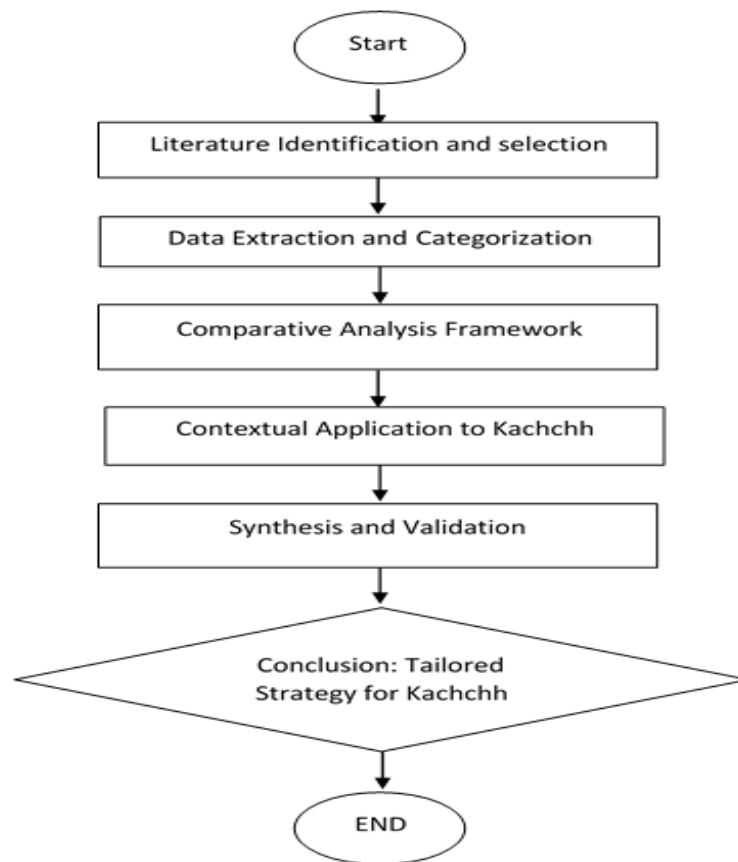 Start
Literature Identification and selection
Data Extraction and Categorization
Comparative Analysis Framework
Contextual Application to Kachchh
Synthesis and Validation
Conclusion: Tailored
Strategy for Kachchh
END